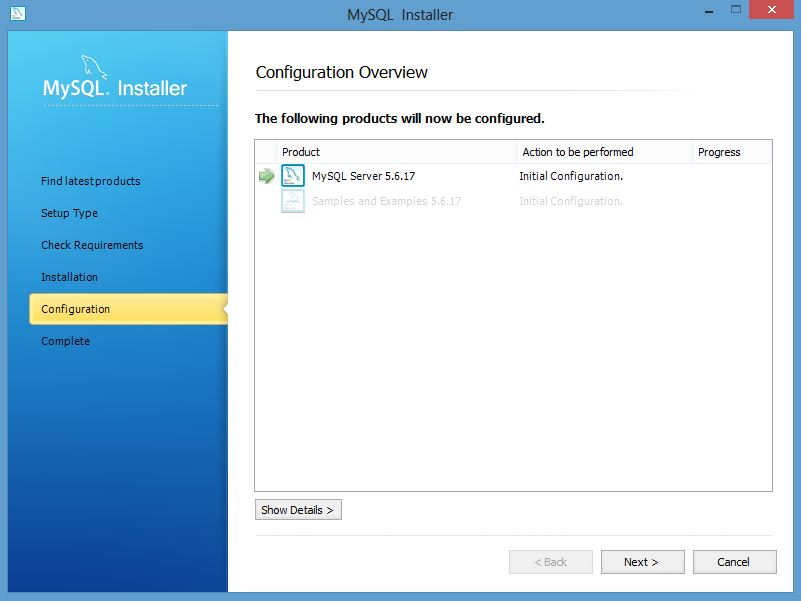 MySQL Installer
MySQL. Installer
Find latest products
Setup Type
Check Requirements
Installation
Configuration
Complete
Configuration Overview
The following products will now be configured.
Product Action to be performed Progress
MySQL Server 5.6.17 Initial Configuration.
Samples and Examples 5.6.17 Initial Configuration.
Show Details >
< Back Next > Cancel